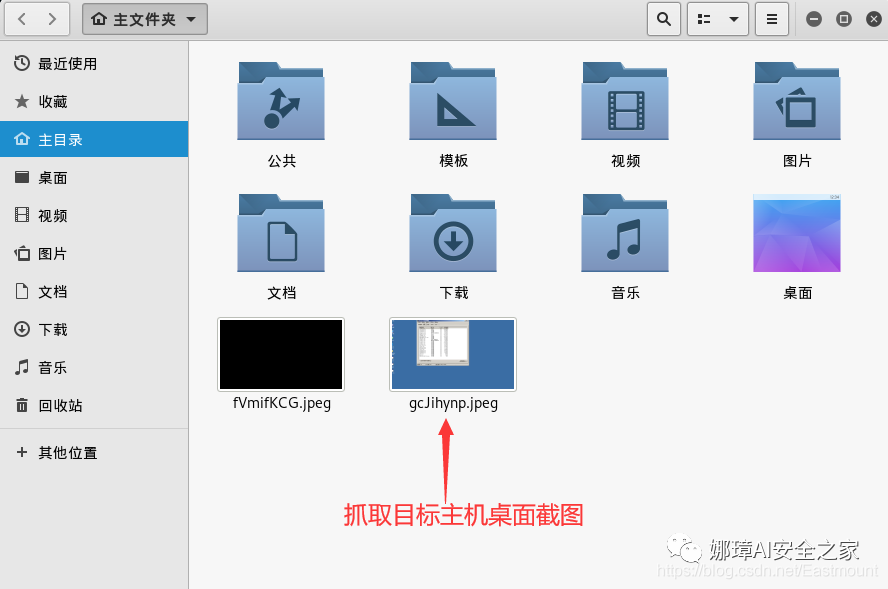 主文件夹
最近使用
收藏
主目录
桌面
视频
图片
文档
下载
音乐
回收站
其他位置
公共
模板
视频
图片
文档
下载
音乐
桌面
fVmifKCG.jpeg
gcJihynp.jpeg
抓取目标主机桌面截图
娜璋AI安全之家
https://blog.csdn.net/Eastmount